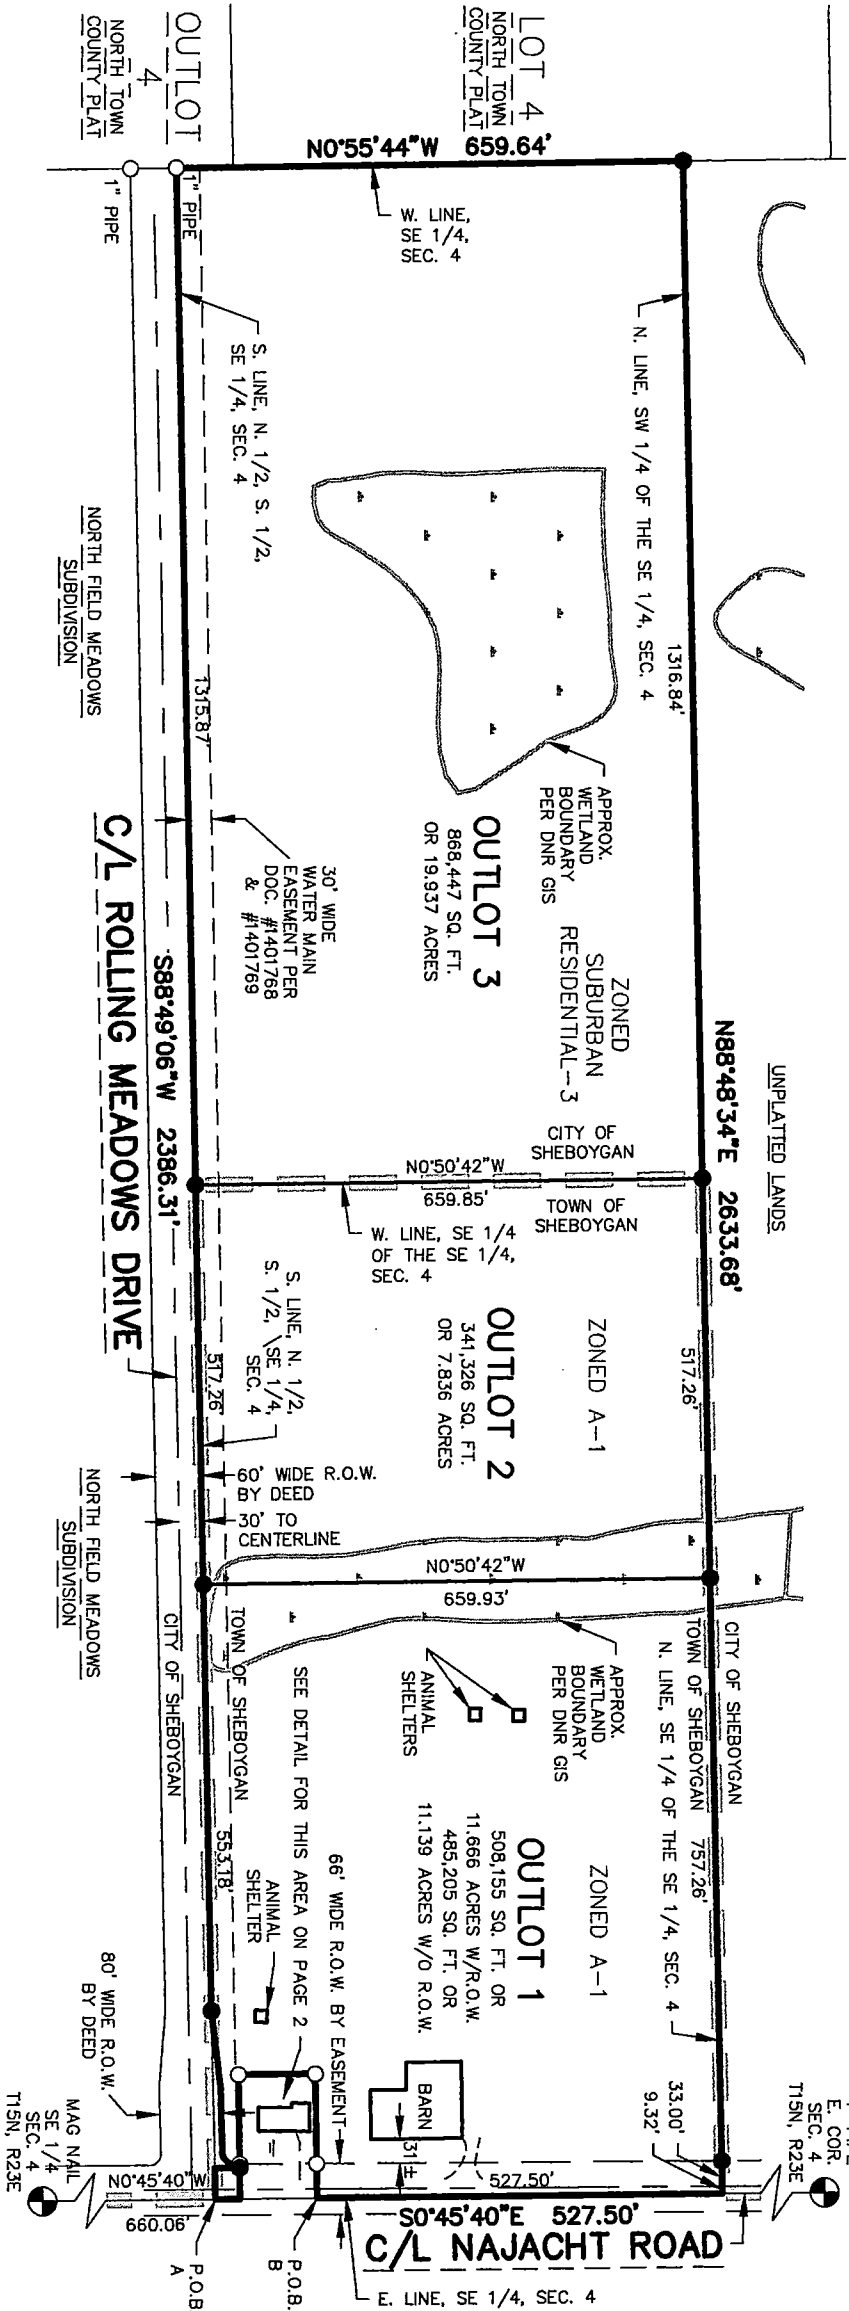 OUTLOT
4
NORTH TOWN
COUNTY PLAT
LOT 4
NORTH TOWN
COUNTY PLAT
N0°55'44"W 659.64'
1" PIPE
1" PIPE
W. LINE,
SE 1/4,
SEC. 4
N. LINE, SW 1/4 OF THE SE 1/4, SEC. 4
1316.84'
S. LINE, N. 1/2, S. 1/2,
SE 1/4, SEC. 4
NORTH FIELD MEADOWS
SUBDIVISION
1315.87'
APPROX.
WETLAND
BOUNDARY
PER DNR GIS
OUTLOT 3
868,447 SQ. FT.
OR 19.937 ACRES
ZONED
SUBURBAN
RESIDENTIAL-3
30' WIDE
WATER MAIN
EASEMENT PER
DOC. #1401768
& #1401769
C/L ROLLING MEADOWS DRIVE
S88°49'06"W 2386.31'
N88°48'34"E 2633.68'
UNPLATTED LANDS
CITY OF
SHEBOYGAN
N0°50'42"W
659.85'
TOWN OF
SHEBOYGAN
W. LINE, SE 1/4
OF THE SE 1/4,
SEC. 4
S. LINE, N. 1/2,
S. 1/2, SE 1/4,
SEC. 4
517.26'
517.26'
OUTLOT 2
341,326 SQ. FT.
OR 7.836 ACRES
ZONED A-1
60' WIDE R.O.W.
BY DEED
30' TO
CENTERLINE
NORTH FIELD MEADOWS
SUBDIVISION
N0°50'42"W
659.93'
CITY OF SHEBOYGAN
TOWN OF SHEBOYGAN
CITY OF SHEBOYGAN
TOWN OF SHEBOYGAN 757.26'
N. LINE, SE 1/4 OF THE SE 1/4, SEC. 4
ANIMAL
SHELTERS
APPROX.
WETLAND
BOUNDARY
PER DNR GIS
SEE DETAIL FOR THIS AREA ON PAGE 2
553.18'
ANIMAL
SHELTER
66' WIDE R.O.W. BY EASEMENT
OUTLOT 1
508,155 SQ. FT. OR
11.666 ACRES W/R.O.W.
485,205 SQ. FT. OR
11.139 ACRES W/O R.O.W.
ZONED A-1
80' WIDE R.O.W.
BY DEED
BARN
31'±
33.00'
9.32'
E. COR.
SEC. 4
T15N, R23E
MAG NAIL
SE 1/4
SEC. 4
T15N, R23E
N0°45'40"W
660.06'
527.50'
S0°45'40"E 527.50'
C/L NAJACHT ROAD
P.O.B.
A
P.O.B.
B
E. LINE, SE 1/4, SEC. 4